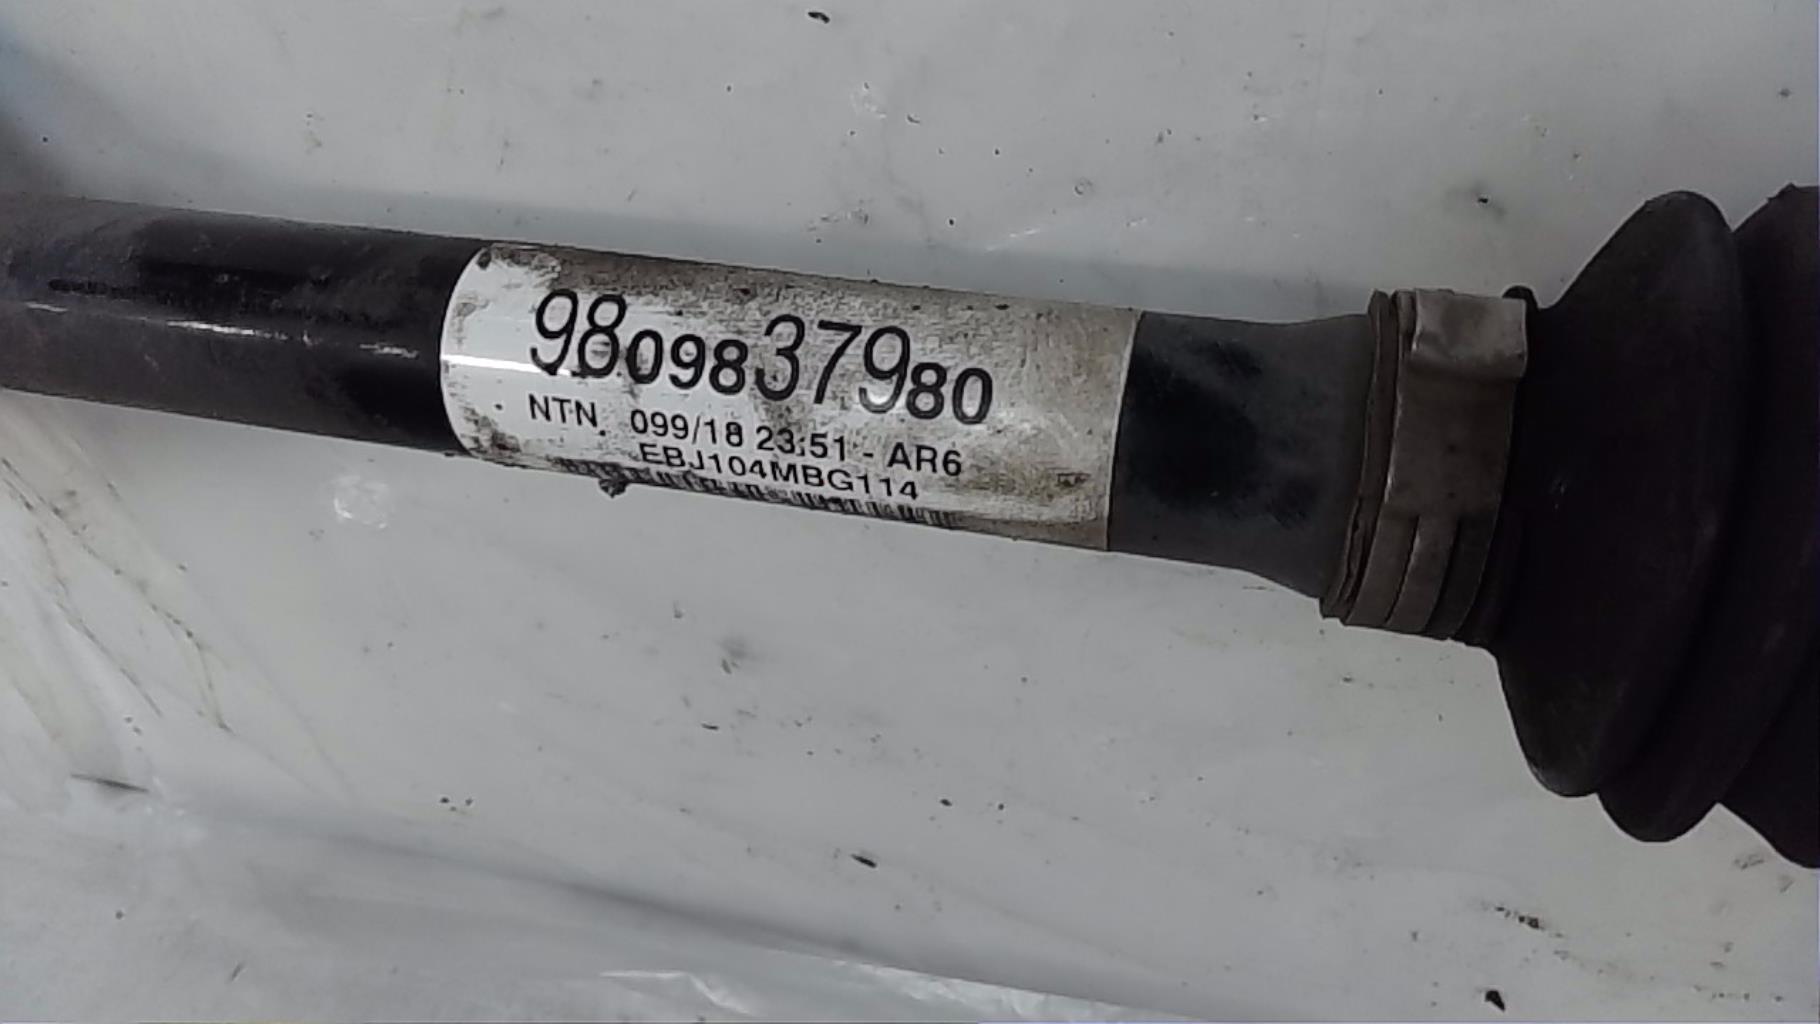 9809837980
NTN. 099/18 23:51 - AR6
EBJ104MBG114